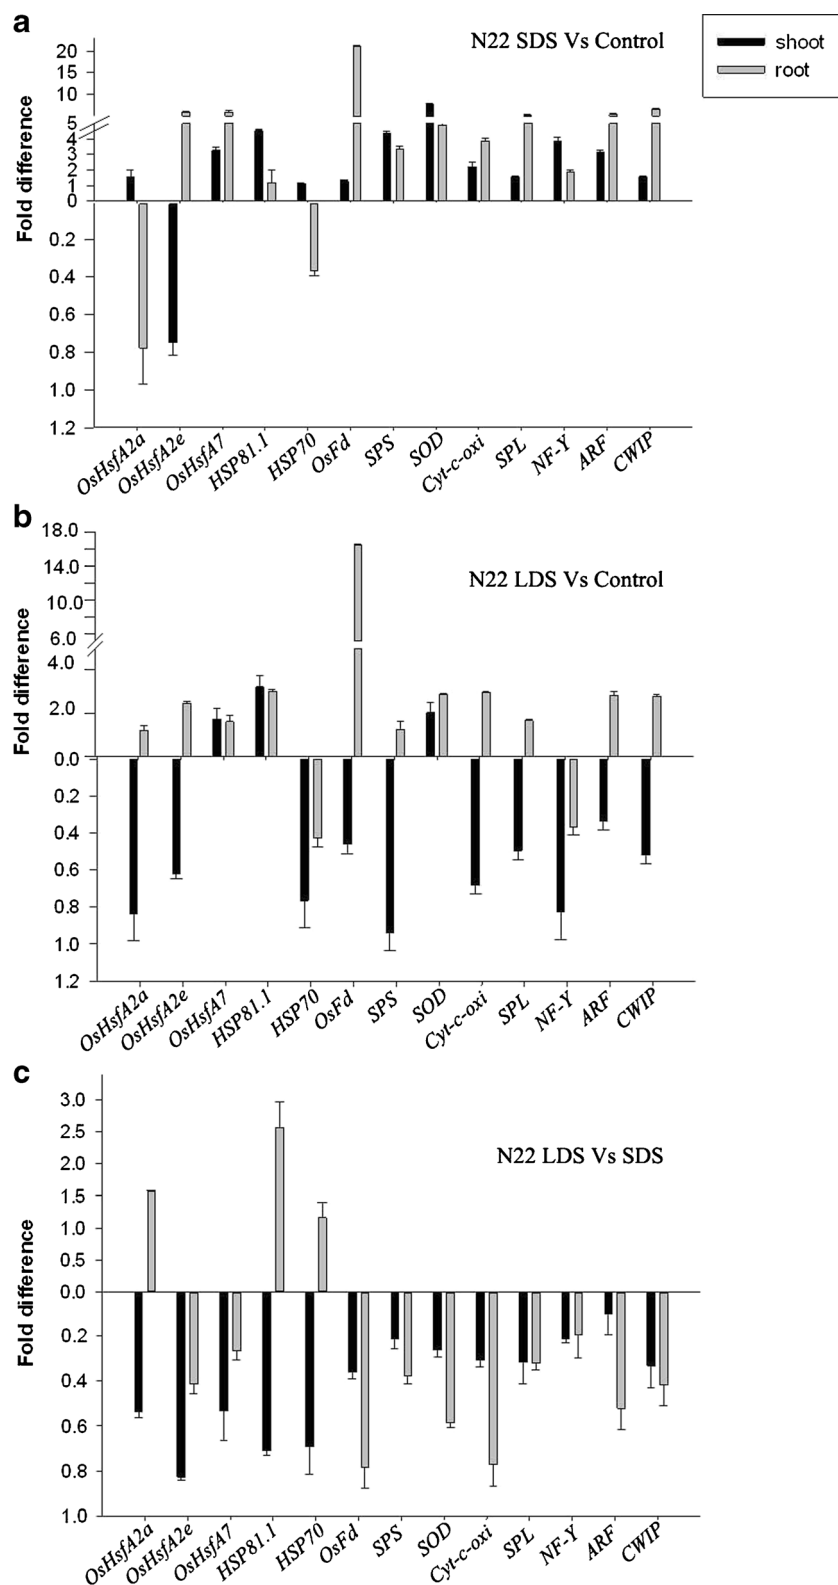 a
N22 SDS Vs Control
shoot
root
Fold difference
20
15
10
5
4
3
2
1
0
0.2
0.4
0.6
0.8
1.0
1.2
OsHsfA2a
OsHsfA2e
OsHsfA7
HSP81.1
HSP70
OsFd
SPS
SOD
Cyt-c-oxi
SPL
NF-Y
ARF
CWIP
b
N22 LDS Vs Control
Fold difference
18.0
14.0
10.0
6.0
4.0
2.0
0.0
0.2
0.4
0.6
0.8
1.0
1.2
OsHsfA2a
OsHsfA2e
OsHsfA7
HSP81.1
HSP70
OsFd
SPS
SOD
Cyt-c-oxi
SPL
NF-Y
ARF
CWIP
c
N22 LDS Vs SDS
Fold difference
3.0
2.5
2.0
1.5
1.0
0.5
0.0
0.2
0.4
0.6
0.8
1.0
OsHsfA2a
OsHsfA2e
OsHsfA7
HSP81.1
HSP70
OsFd
SPS
SOD
Cyt-c-oxi
SPL
NF-Y
ARF
CWIP